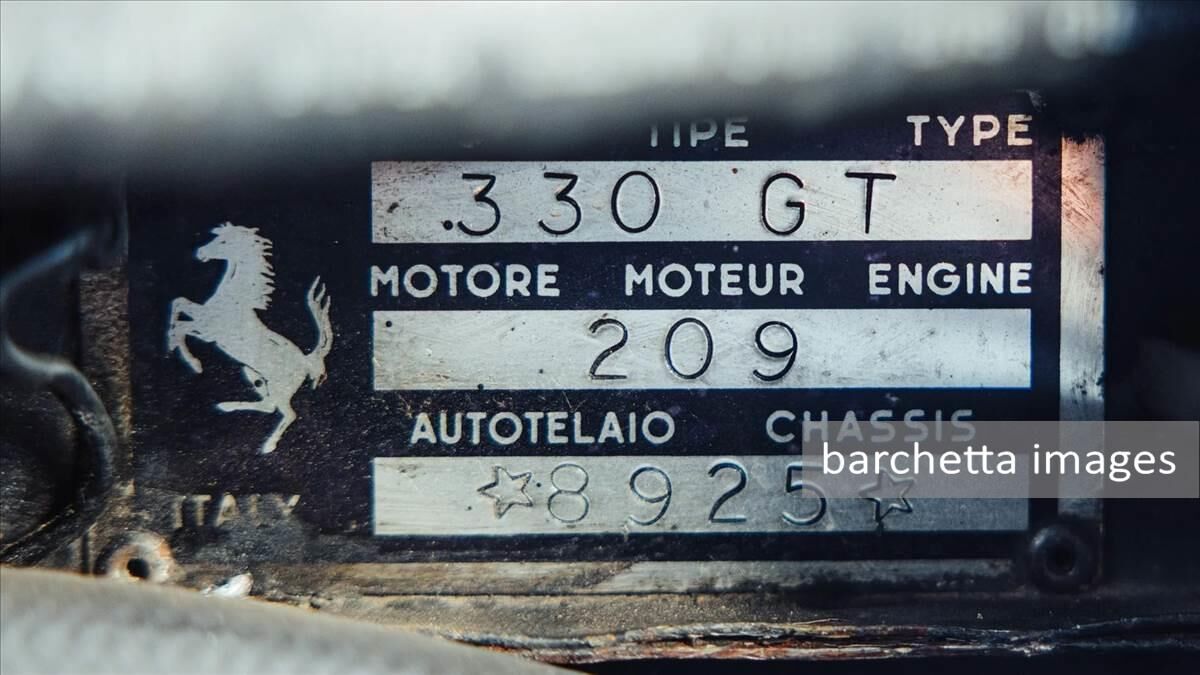 TIPE TYPE
.330 GT
MOTORE MOTEUR ENGINE
209
AUTOTELAIO CHASSIS
☆8925☆
ITALY
barchetta images